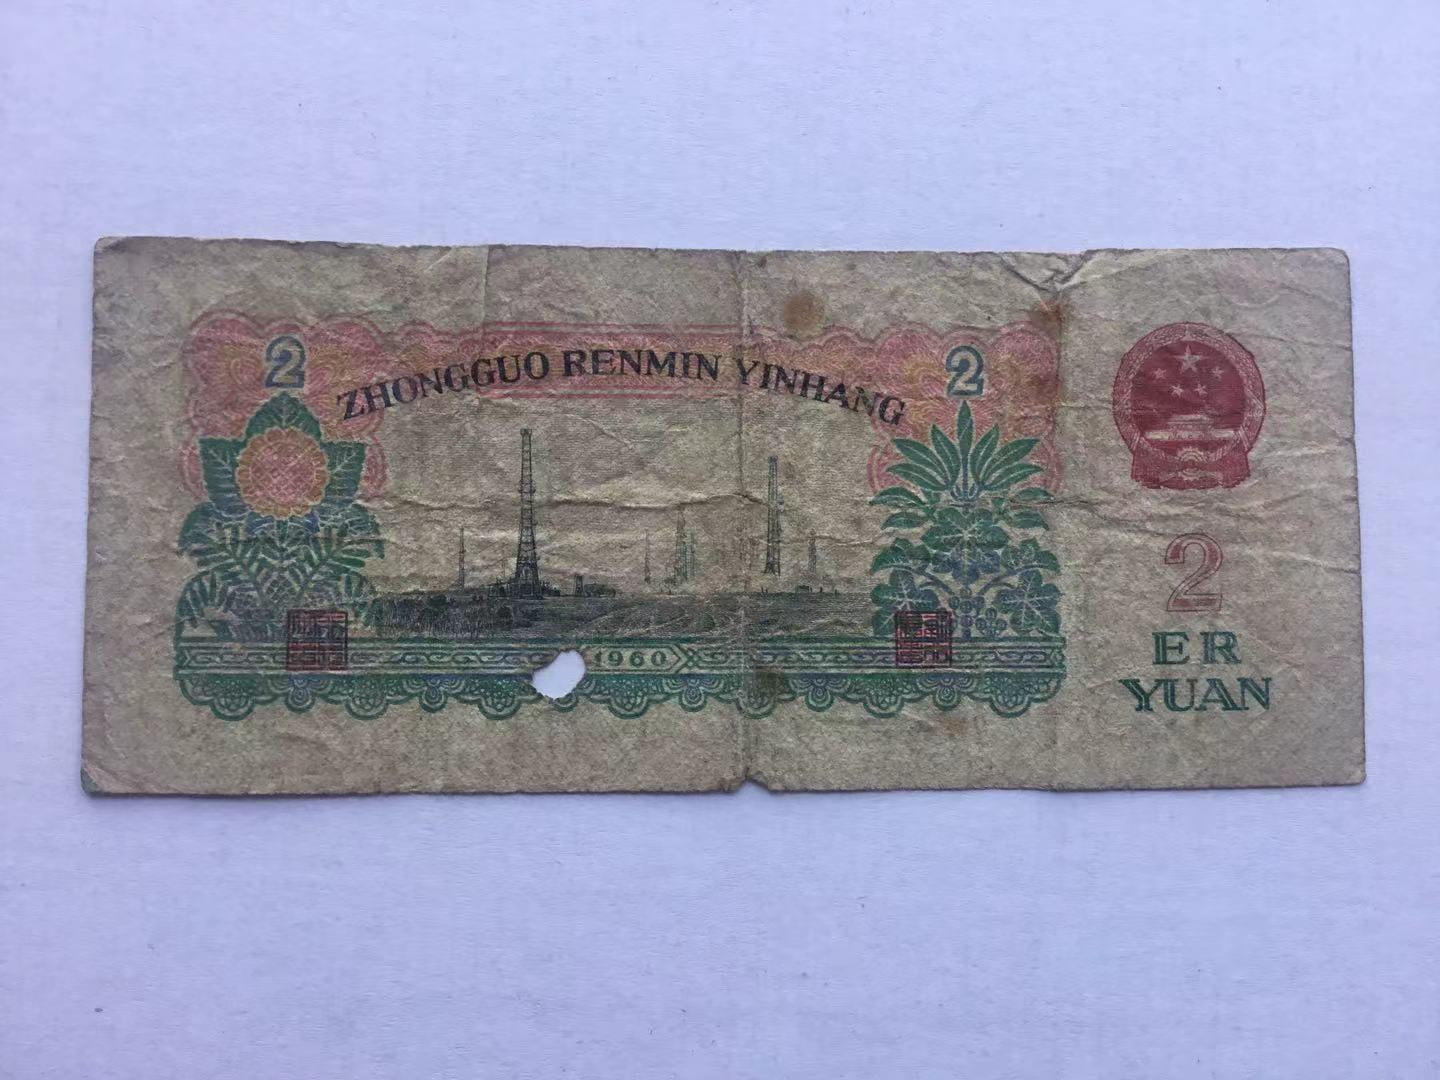 2
ZHONGGUO RENMIN YINHANG
2
1960
2
ER
YUAN